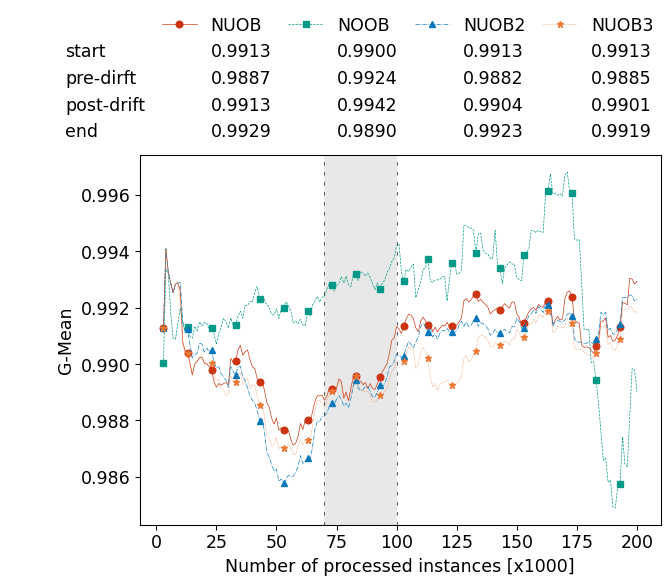 NUOB NOOB NUOB2 NUOB3
start 0.9913 0.9900 0.9913 0.9913
pre-dirft 0.9887 0.9924 0.9882 0.9885
post-drift 0.9913 0.9942 0.9904 0.9901
end 0.9929 0.9890 0.9923 0.9919
0.996
0.994
0.992
0.990
0.988
0.986
G-Mean
0 25 50 75 100 125 150 175 200
Number of processed instances [x1000]